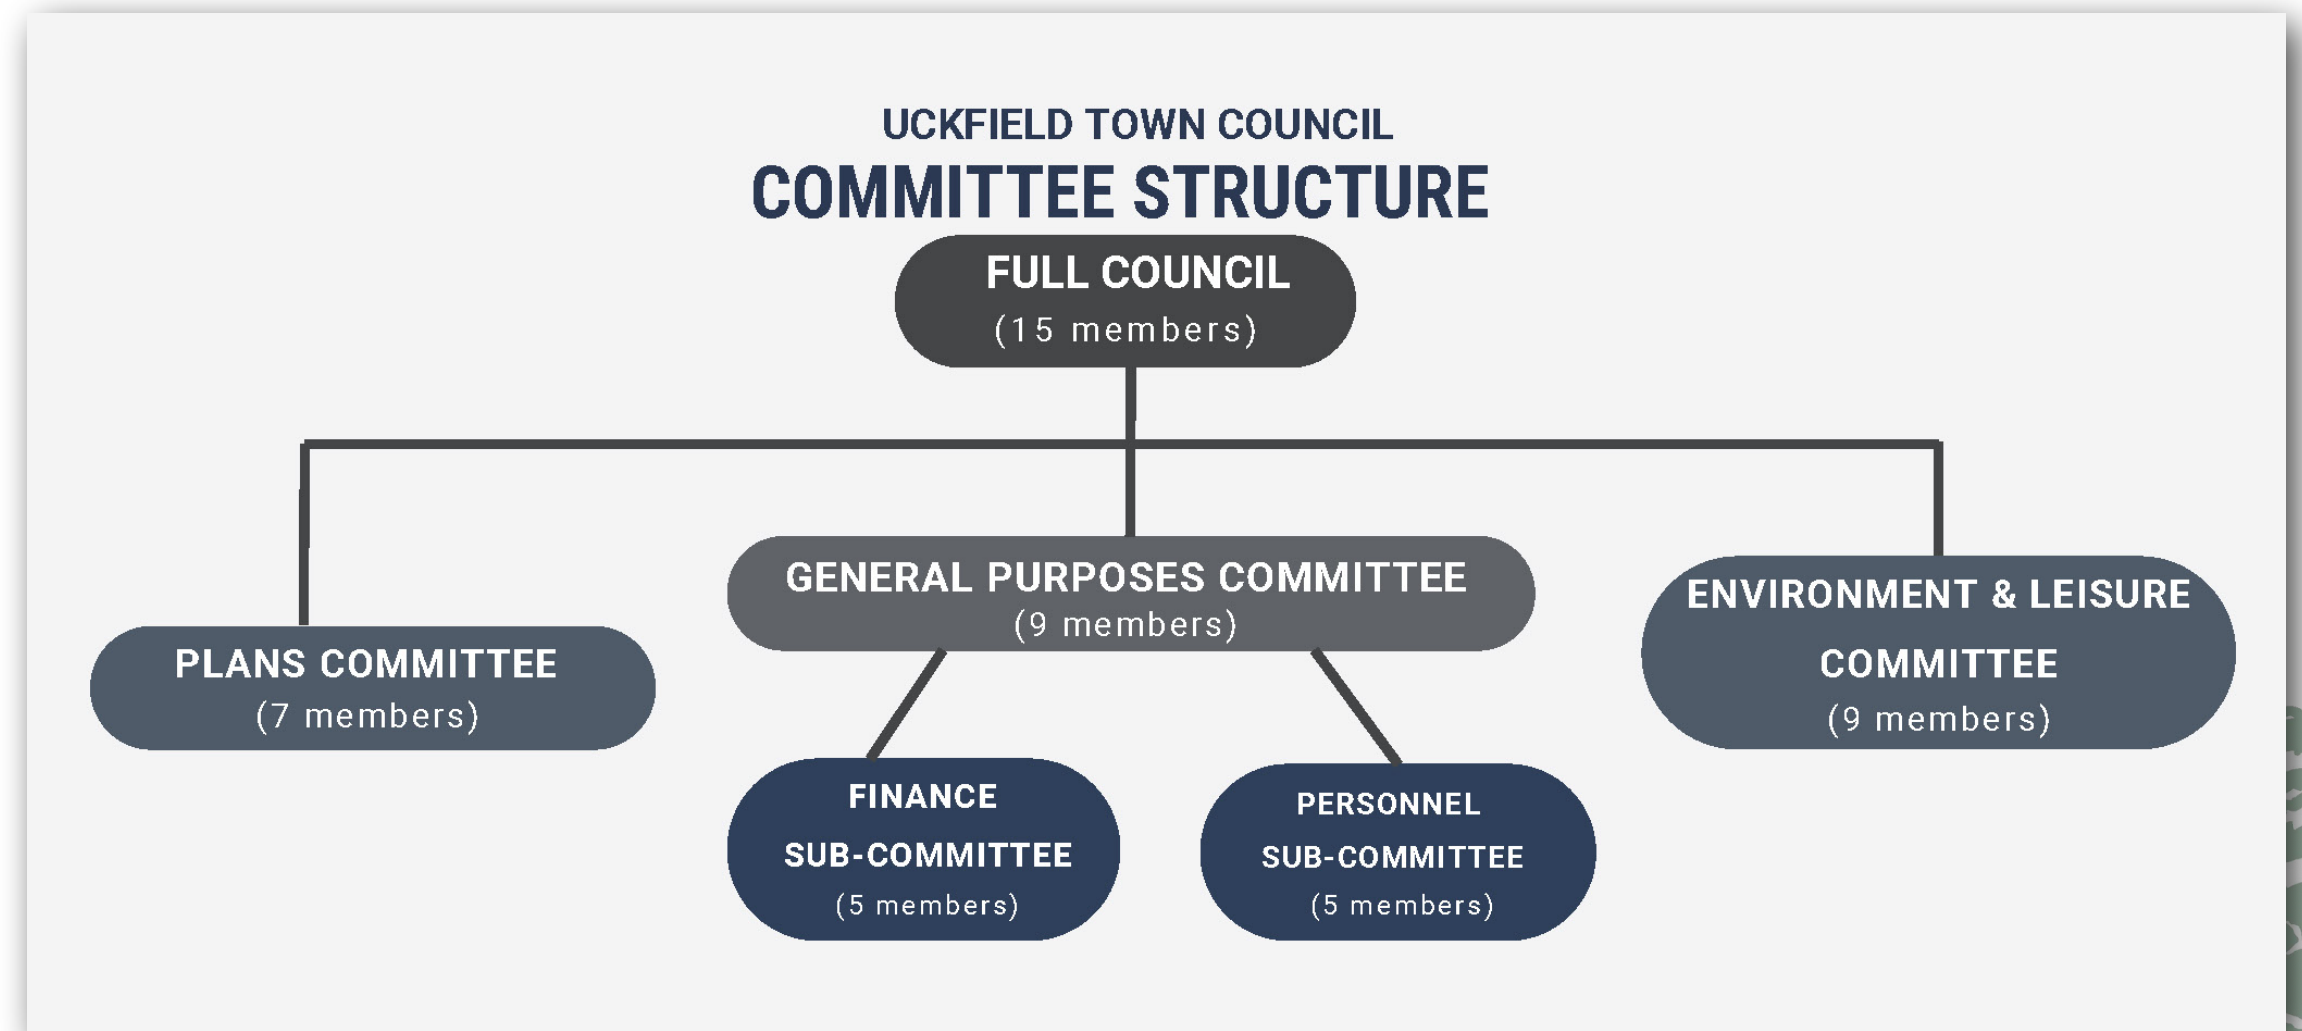 UCKFIELD TOWN COUNCIL
COMMITTEE STRUCTURE
FULL COUNCIL
(15 members)
GENERAL PURPOSES COMMITTEE
(9 members)
ENVIRONMENT & LEISURE
COMMITTEE
(9 members)
PLANS COMMITTEE
(7 members)
FINANCE
SUB-COMMITTEE
(5 members)
PERSONNEL
SUB-COMMITTEE
(5 members)